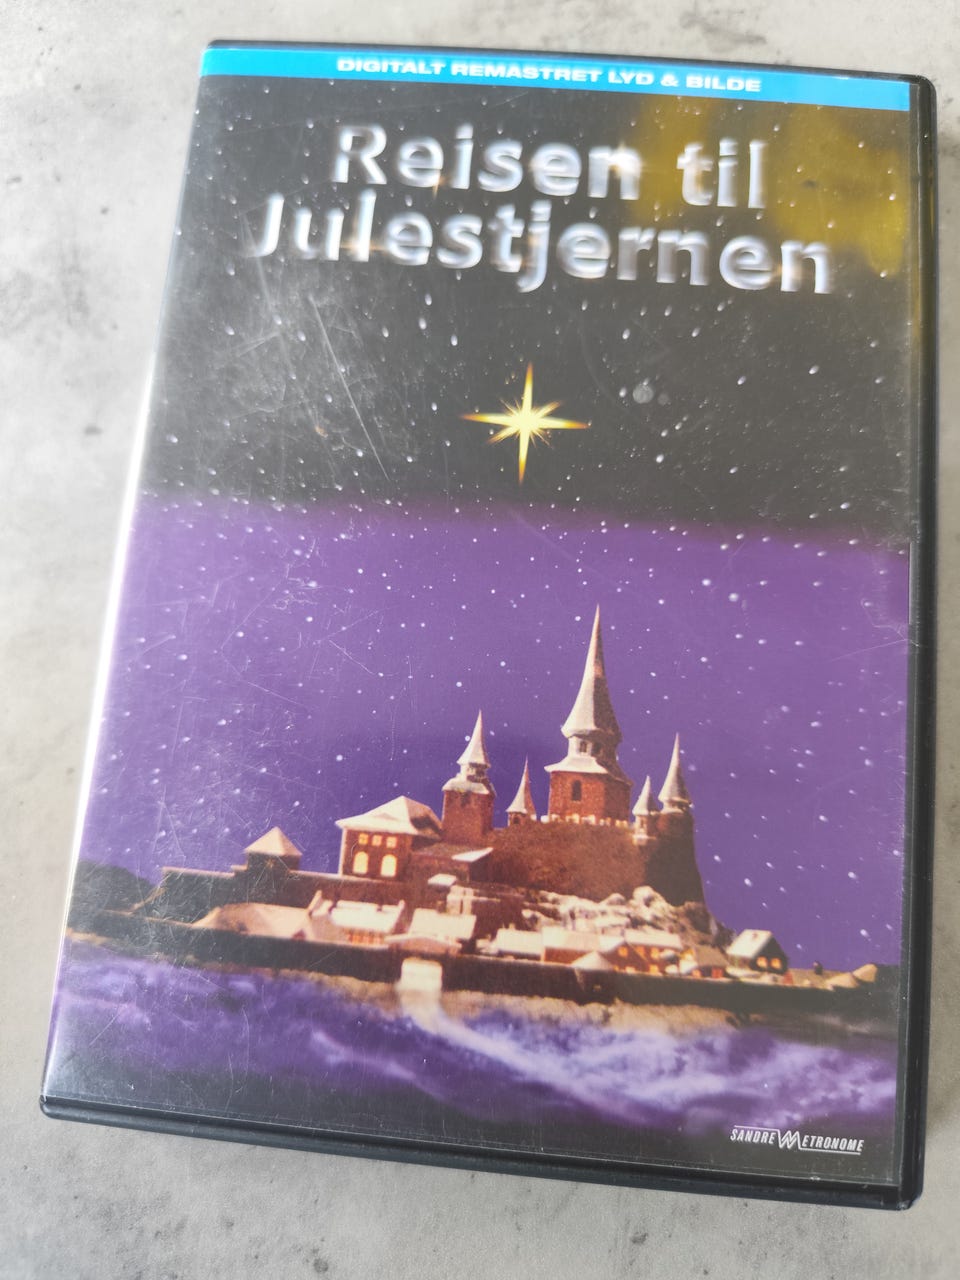 DIGITALT REMASTRET LYD & BILDE
Reisen til
Julestjernen
SANDREW METRONOME